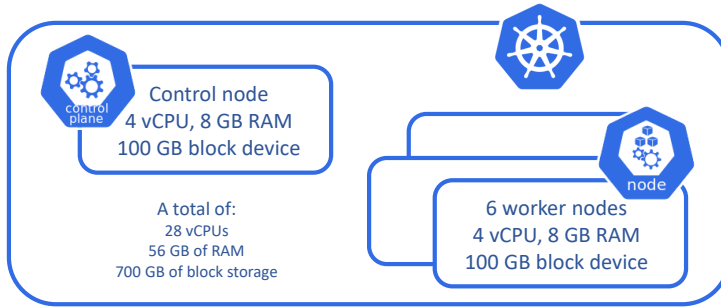 control
plane
Control node
4 vCPU, 8 GB RAM
100 GB block device
A total of:
28 vCPUs
56 GB of RAM
700 GB of block storage
node
6 worker nodes
4 vCPU, 8 GB RAM
100 GB block device